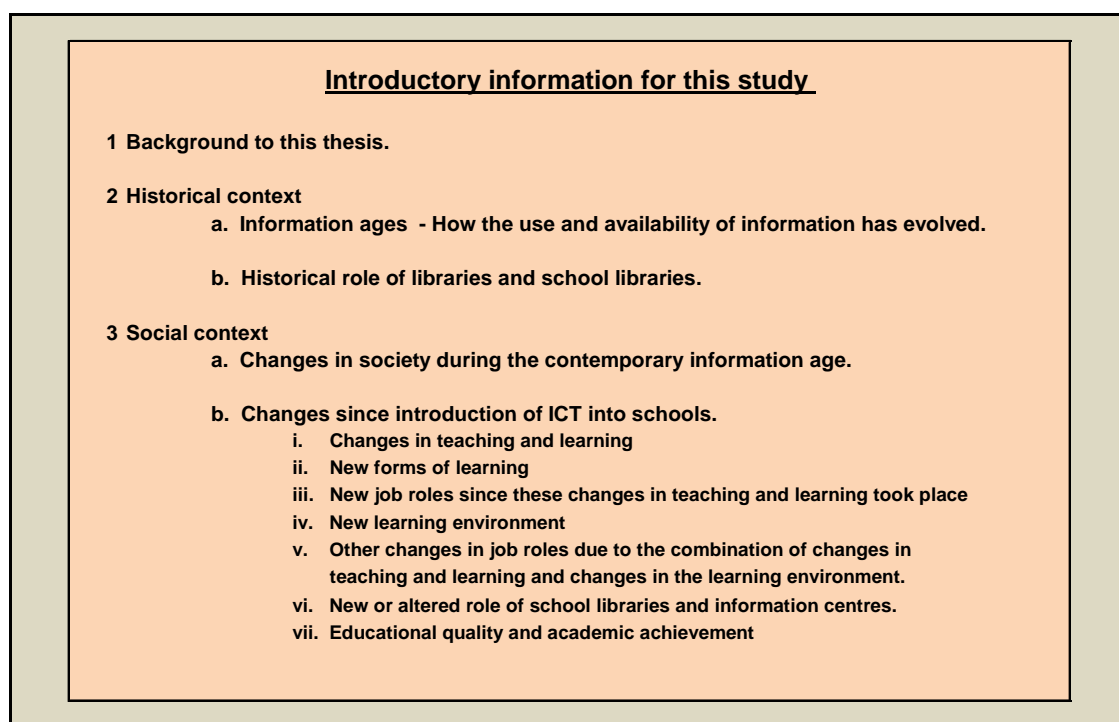 Introductory information for this study
1 Background to this thesis.
2 Historical context
a. Information ages - How the use and availability of information has evolved.
b. Historical role of libraries and school libraries.
3 Social context
a. Changes in society during the contemporary information age.
b. Changes since introduction of ICT into schools.
i. Changes in teaching and learning
ii. New forms of learning
iii. New job roles since these changes in teaching and learning took place
iv. New learning environment
v. Other changes in job roles due to the combination of changes in
teaching and learning and changes in the learning environment.
vi. New or altered role of school libraries and information centres.
vii. Educational quality and academic achievement